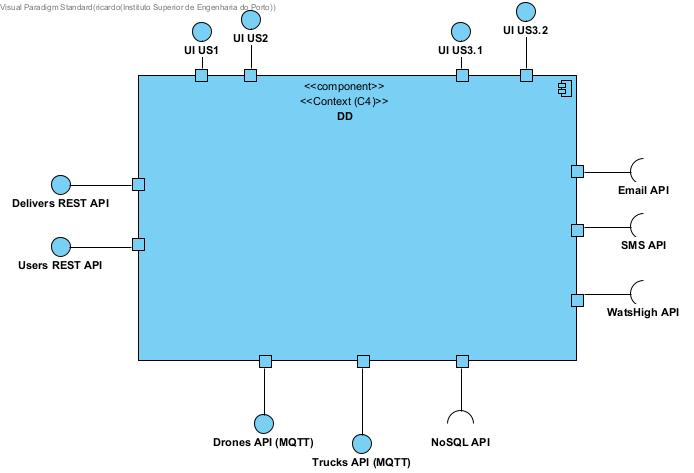 Visual Paradigm Standard(ricardo(Instituto Superior de Engenharia do Porto))
UI US1
UI US2
UI US3.1
UI US3.2
<<component>>
<<Context (C4)>>
DD
Delivers REST API
Users REST API
Email API
SMS API
WatsHigh API
Drones API (MQTT)
Trucks API (MQTT)
NoSQL API